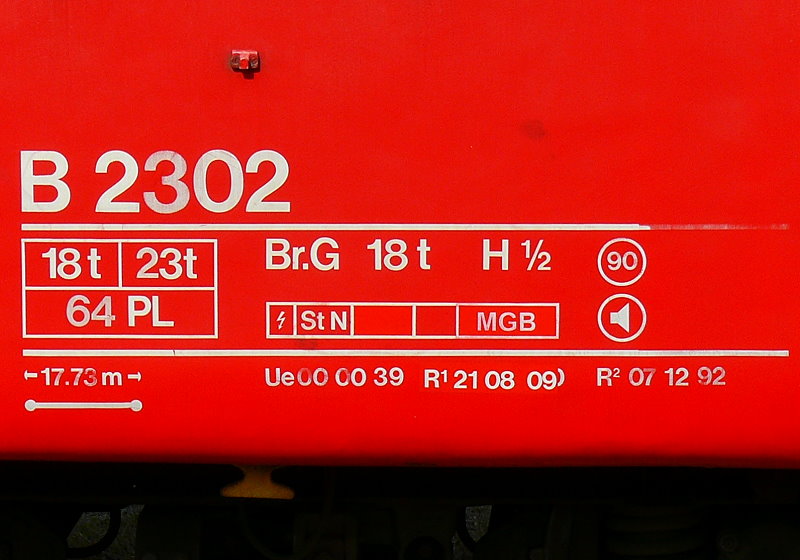 B 2302
18 t 23t
64 PL
Br.G 18 t H ½ 90
St N MGB
17.73 m
Ue 00 00 39 R¹ 21 08 09) R² 07 12 92